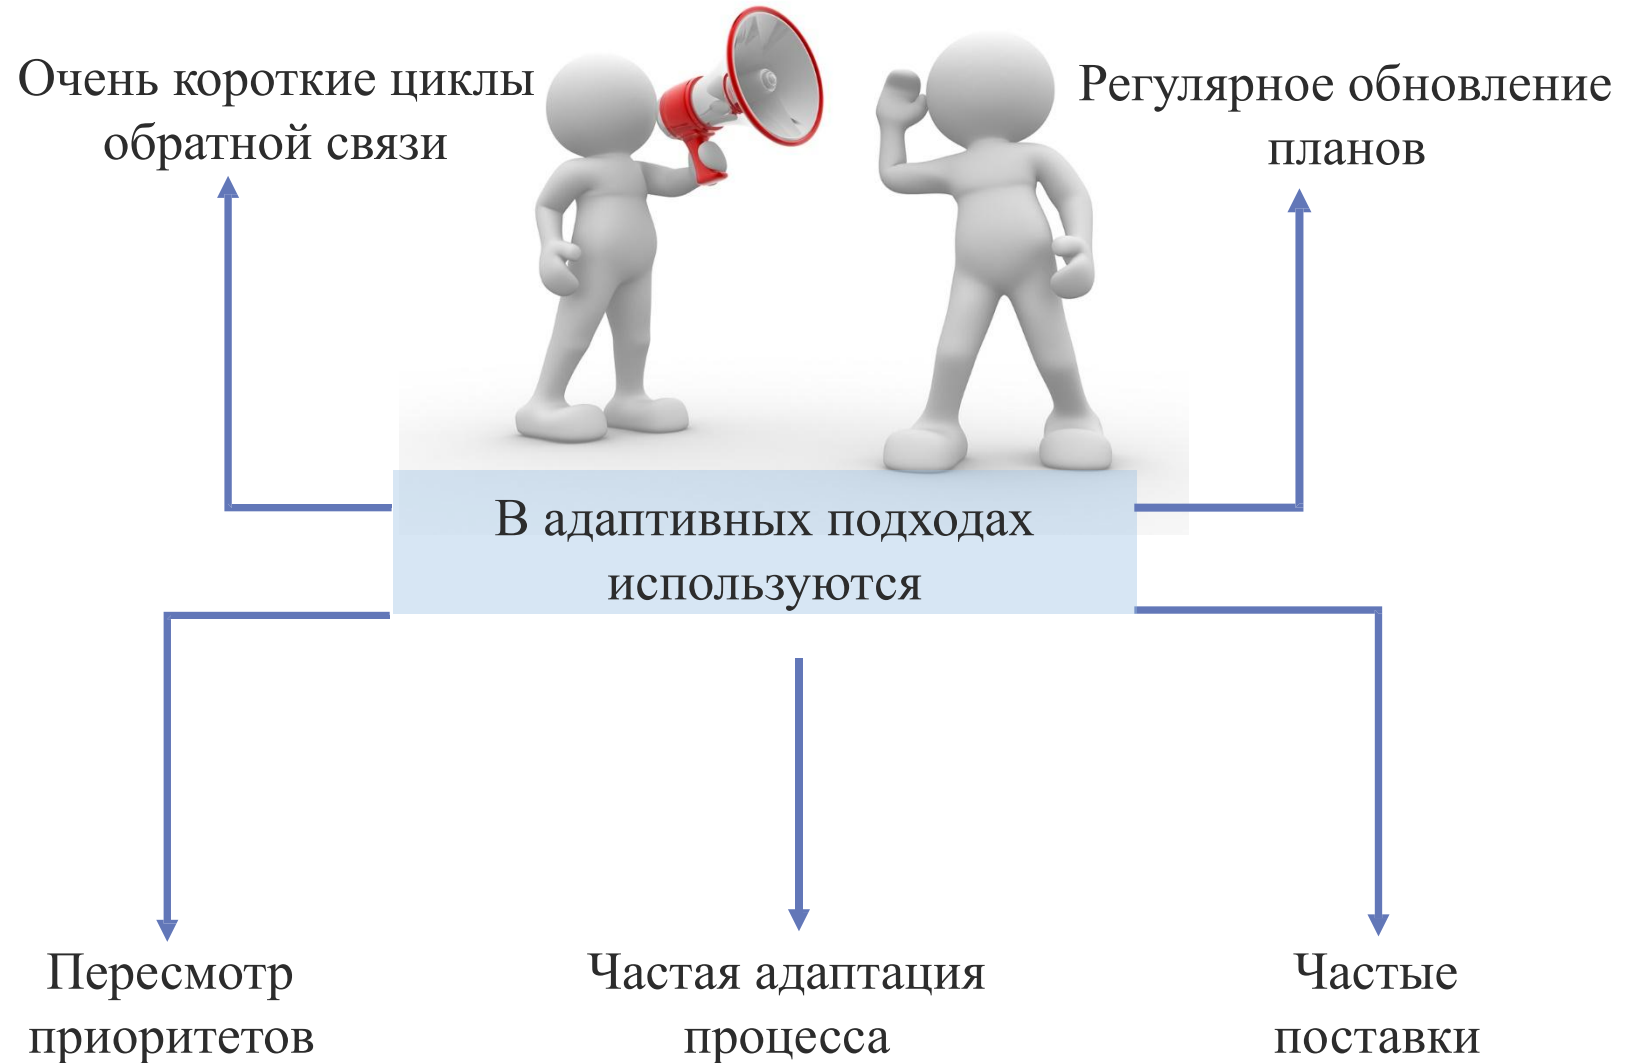 Очень короткие циклы
обратной связи
Регулярное обновление
планов
В адаптивных подходах
используются
Пересмотр
приоритетов
Частая адаптация
процесса
Частые
поставки